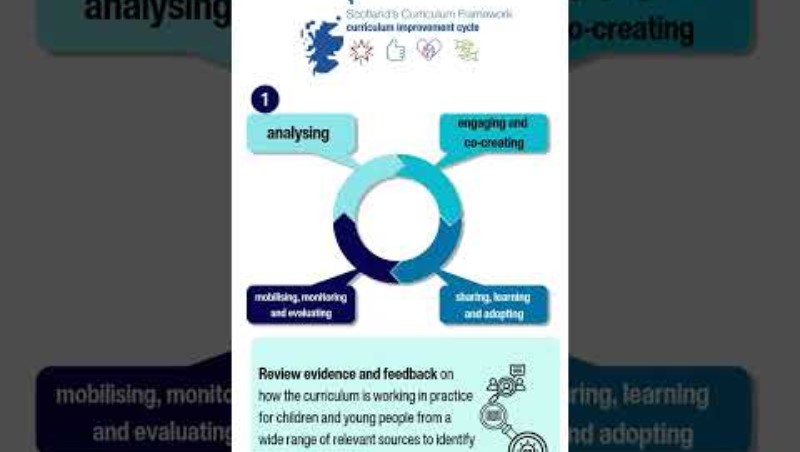 Scotland's Curriculum Framework
curriculum improvement cycle
1
analysing
engaging and
co-creating
mobilising, monitoring
and evaluating
sharing, learning
and adopting
Review evidence and feedback on
how the curriculum is working in practice
for children and young people from a
wide range of relevant sources to identify
analysing
o-creating
mobilising, monito
and evaluating
ring, learning
nd adopting